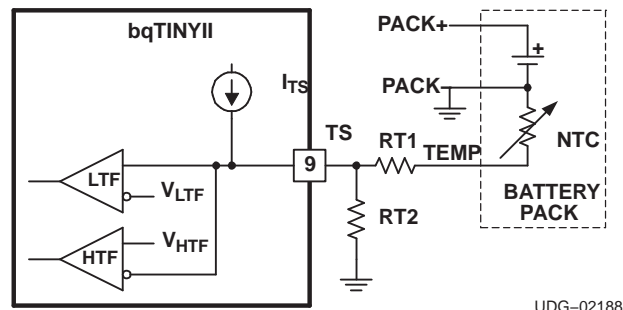 bqTINYII
PACK+
+
I_TS
PACK-
TS
RT1
TEMP
NTC
9
LTF
V_LTF
RT2
BATTERY
PACK
V_HTF
HTF
UDG-02188